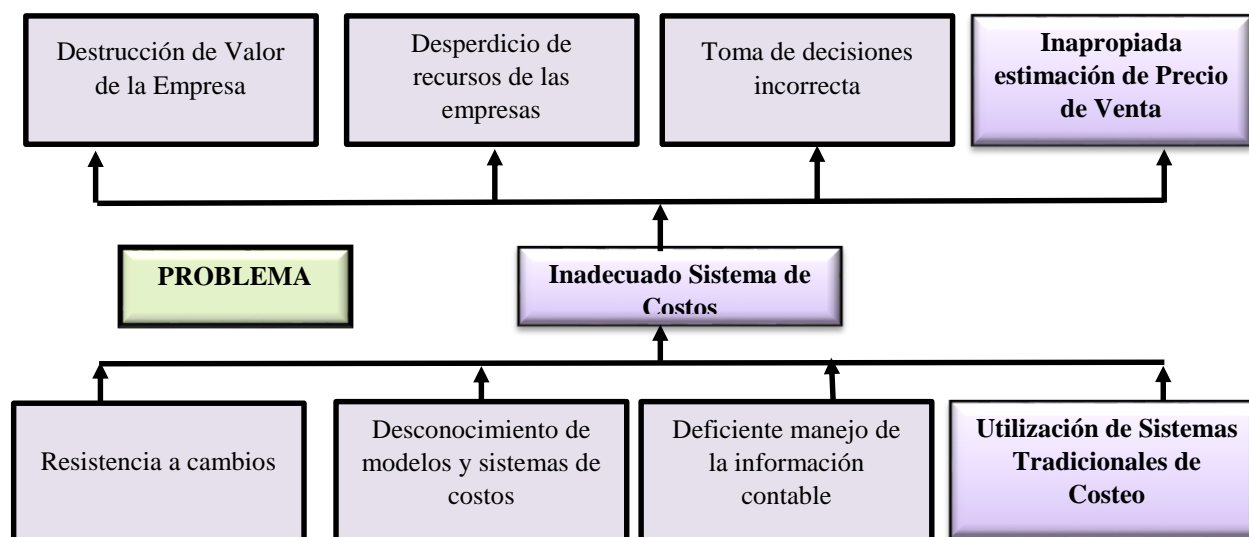 Destrucción de Valor
de la Empresa
Desperdicio de
recursos de las
empresas
Toma de decisiones
incorrecta
Inapropiada
estimación de Precio
de Venta
PROBLEMA
Inadecuado Sistema de
Costos
Resistencia a cambios
Desconocimiento de
modelos y sistemas de
costos
Deficiente manejo de
la información
contable
Utilización de Sistemas
Tradicionales de
Costeo